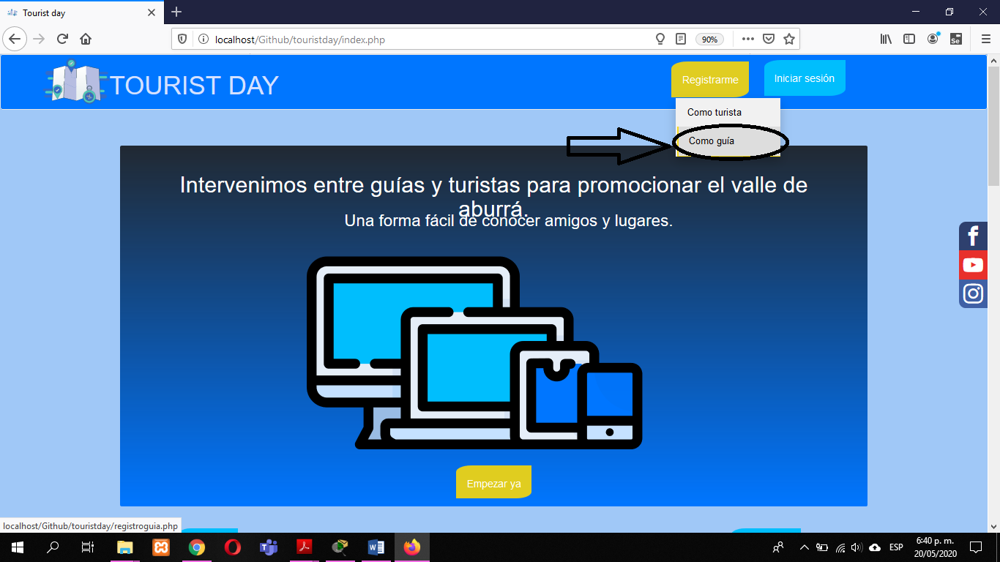 Tourist day
localhost/Github/touristday/index.php
90%
Se
TOURIST DAY
Registrarme
Iniciar sesión
Como turista
Como guía
Intervenimos entre guías y turistas para promocionar el valle de
aburrá.
Una forma fácil de conocer amigos y lugares.
Empezar ya
localhost/Github/touristday/registroguia.php
ESP
6:40 p. m.
20/05/2020